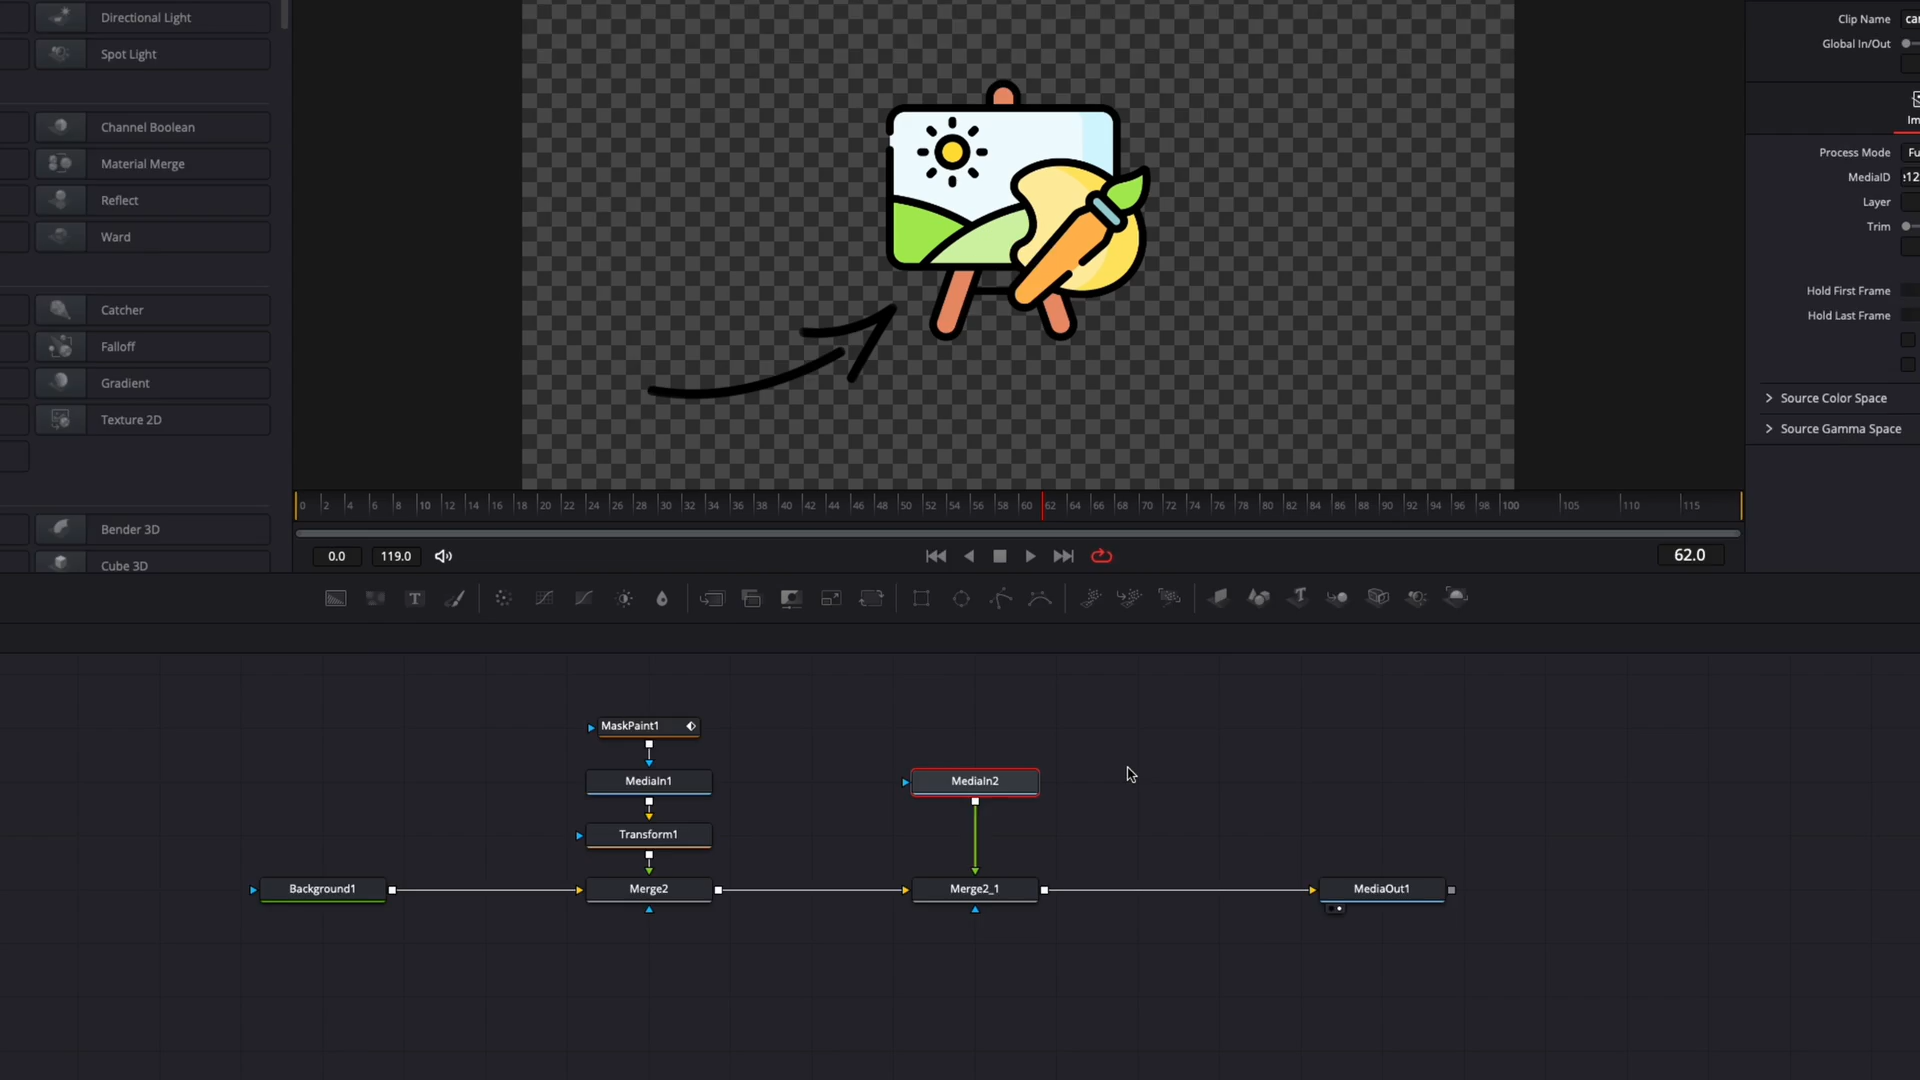 Directional Light
Spot Light
Channel Boolean
Material Merge
Reflect
Ward
Catcher
Falloff
Gradient
Texture 2D
Bender 3D
Cube 3D
Clip Name
Global In/Out
Process Mode
MediaID
Layer
Trim
Hold First Frame
Hold Last Frame
Source Color Space
Source Gamma Space
0 2 4 6 8 10 12 14 16 18 20 22 24 26 28 30 32 34 36 38 40 42 44 46 48 50 52 54 56 58 60 62 64 66 68 70 72 74 76 78 80 82 84 86 88 90 92 94 96 98 100 105 110 115
0.0 119.0 62.0
T
MaskPaint1
MediaIn1
MediaIn2
Transform1
Background1
Merge2
Merge2_1
MediaOut1